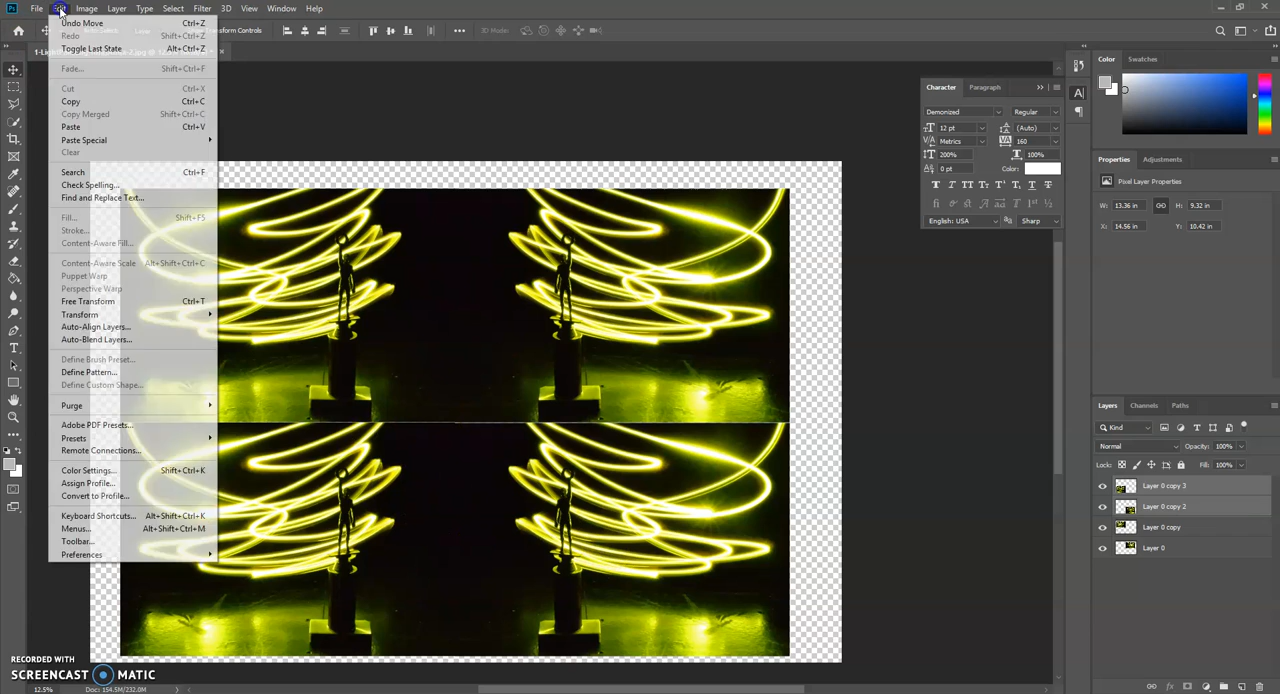 Ps File Edit Image Layer Type Select Filter 3D View Window Help
Transform Controls
3D Mode:
Undo Move Ctrl+Z
Redo Shift+Ctrl+Z
Toggle Last State Alt+Ctrl+Z
Fade... Shift+Ctrl+F
Cut Ctrl+X
Copy Ctrl+C
Copy Merged Shift+Ctrl+C
Paste Ctrl+V
Paste Special
Clear
Search Ctrl+F
Check Spelling...
Find and Replace Text...
Fill... Shift+F5
Stroke...
Content-Aware Fill...
Content-Aware Scale Alt+Shift+Ctrl+C
Puppet Warp
Perspective Warp
Free Transform Ctrl+T
Transform
Auto-Align Layers...
Auto-Blend Layers...
Define Brush Preset...
Define Pattern...
Define Custom Shape...
Purge
Adobe PDF Presets...
Presets
Remote Connections...
Color Settings... Shift+Ctrl+K
Assign Profile...
Convert to Profile...
Keyboard Shortcuts... Alt+Shift+Ctrl+K
Menus... Alt+Shift+Ctrl+M
Toolbar...
Preferences
Character Paragraph
Demonized Regular
12 pt (Auto)
Metrics 160
200% 100%
0 pt Color:
English: USA Sharp
Color Swatches
Properties Adjustments
Pixel Layer Properties
W: 13.36 in H: 9.32 in
X: 14.56 in Y: 10.42 in
Layers Channels Paths
Kind
Normal Opacity: 100%
Lock: Fill: 100%
Layer 0 copy 3
Layer 0 copy 2
Layer 0 copy
Layer 0
RECORDED WITH
SCREENCAST MATIC
12.5% Doc: 154.5M/232.0M